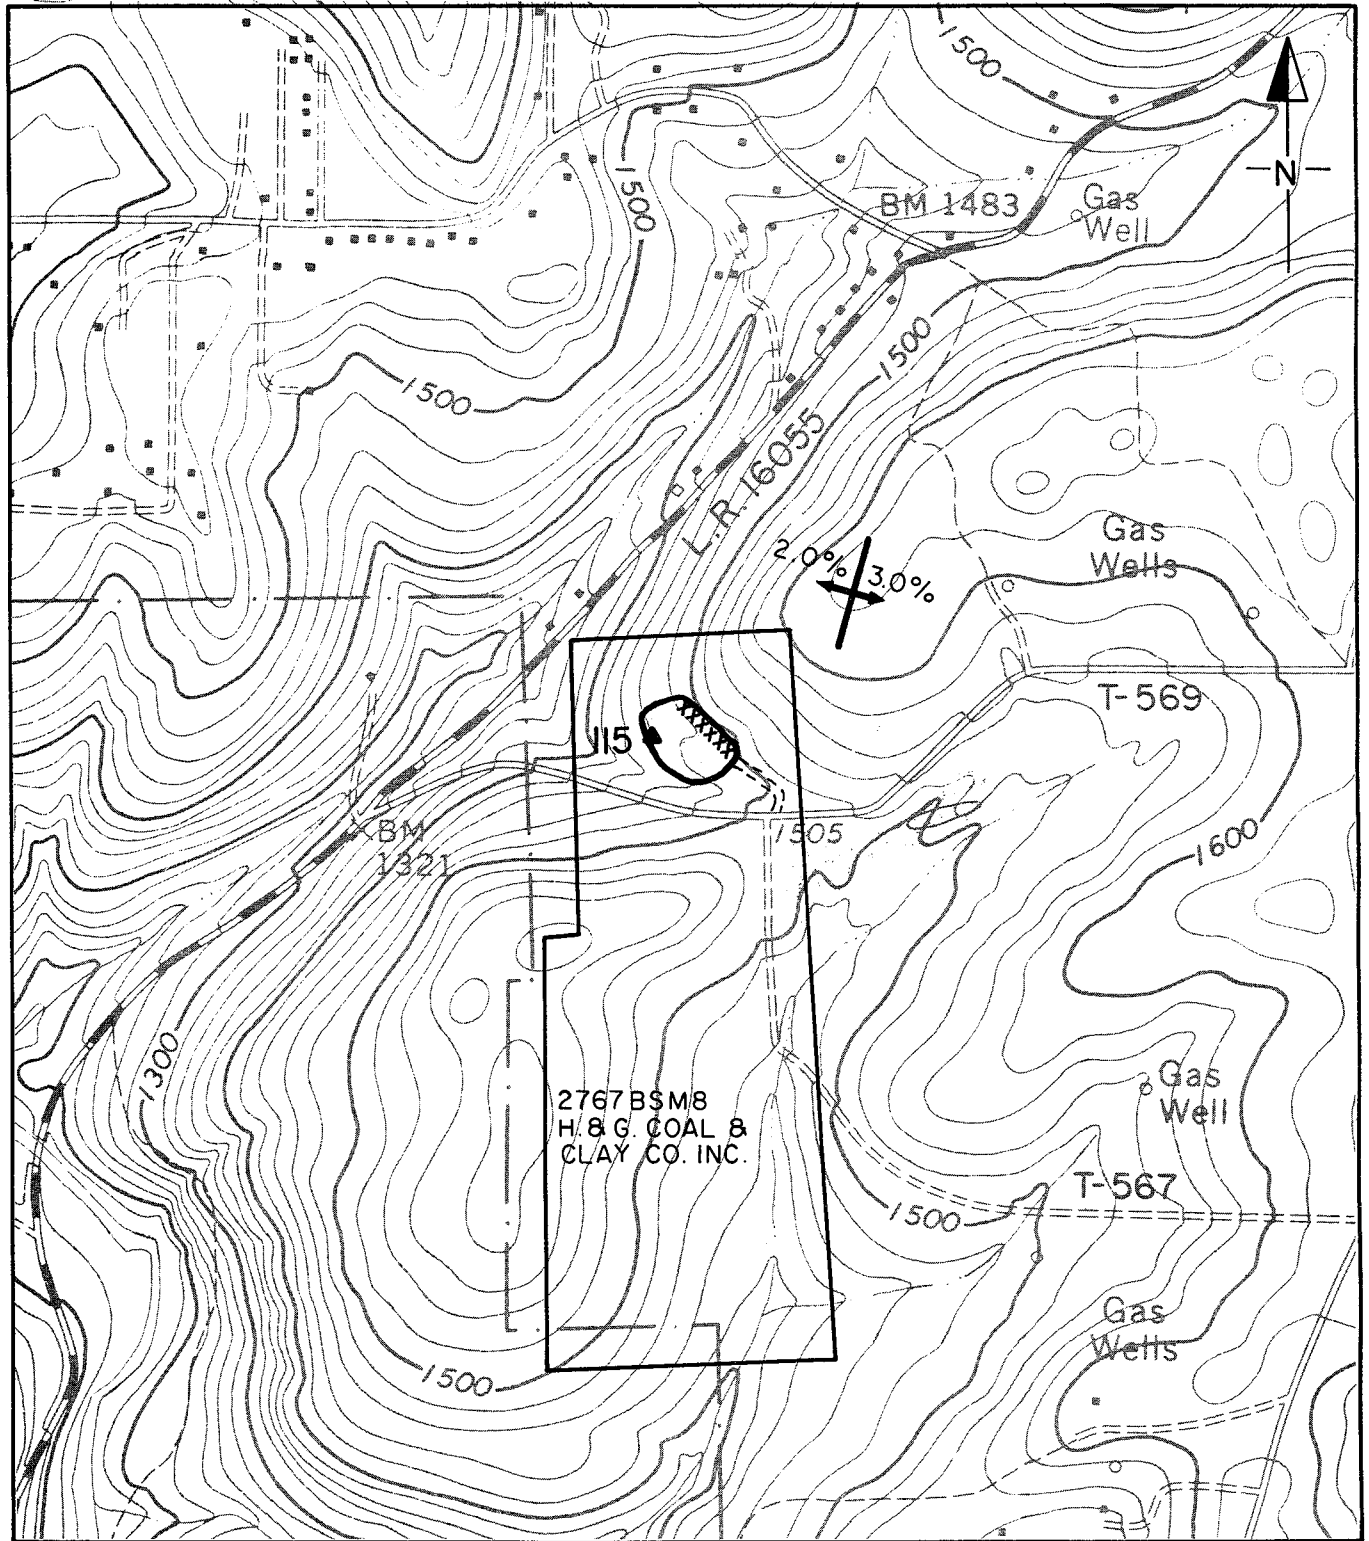 1500
N
1500
BM 1483
Gas
Well
1500
1500
L.R. 16055
Gas
Wells
2.0%
3.0%
T-569
115
BM
1321
1505
1600
1300
2767BSM8
H.&G. COAL &
CLAY CO. INC.
Gas
Well
T-567
1500
Gas
Wells
1500
XXXXXXX